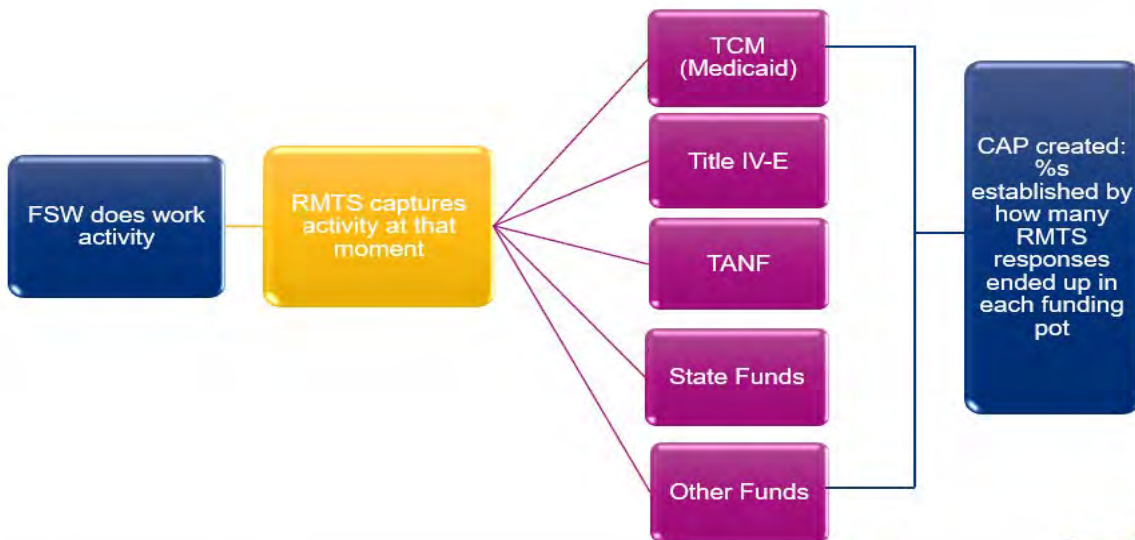 FSW does work
activity
RMTS captures
activity at that
moment
TCM
(Medicaid)
Title IV-E
TANF
State Funds
Other Funds
CAP created:
%s
established by
how many
RMTS
responses
ended up in
each funding
pot